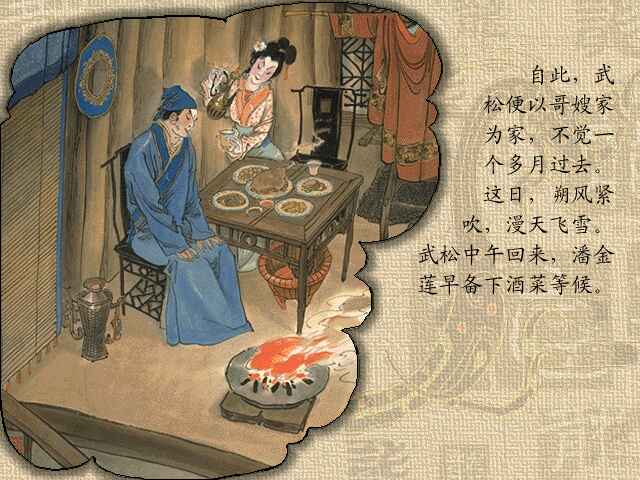 自此，武
松便以哥嫂家
为家，不觉一
个多月过去。
这日，朔风紧
吹，漫天飞雪。
武松中午回来，潘金
莲早备下酒菜等候。